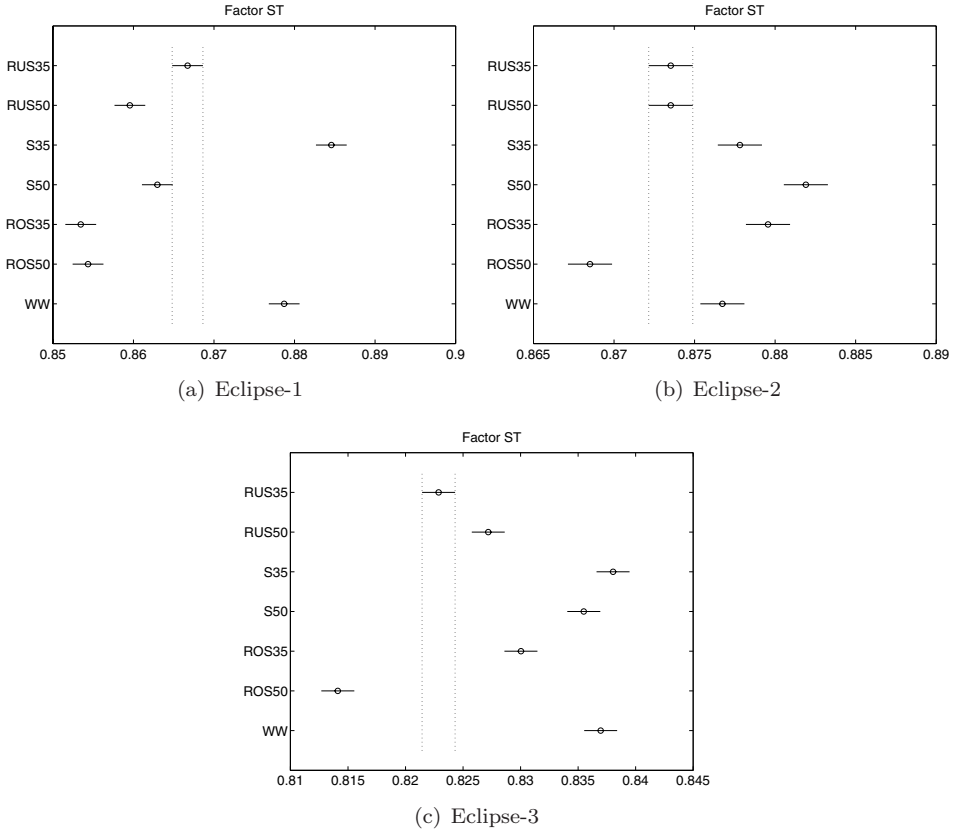 Factor ST
RUS35
RUS50
S35
S50
ROS35
ROS50
WW
0.85 0.86 0.87 0.88 0.89 0.9
(a) Eclipse-1
Factor ST
RUS35
RUS50
S35
S50
ROS35
ROS50
WW
0.865 0.87 0.875 0.88 0.885 0.89
(b) Eclipse-2
Factor ST
RUS35
RUS50
S35
S50
ROS35
ROS50
WW
0.81 0.815 0.82 0.825 0.83 0.835 0.84 0.845
(c) Eclipse-3